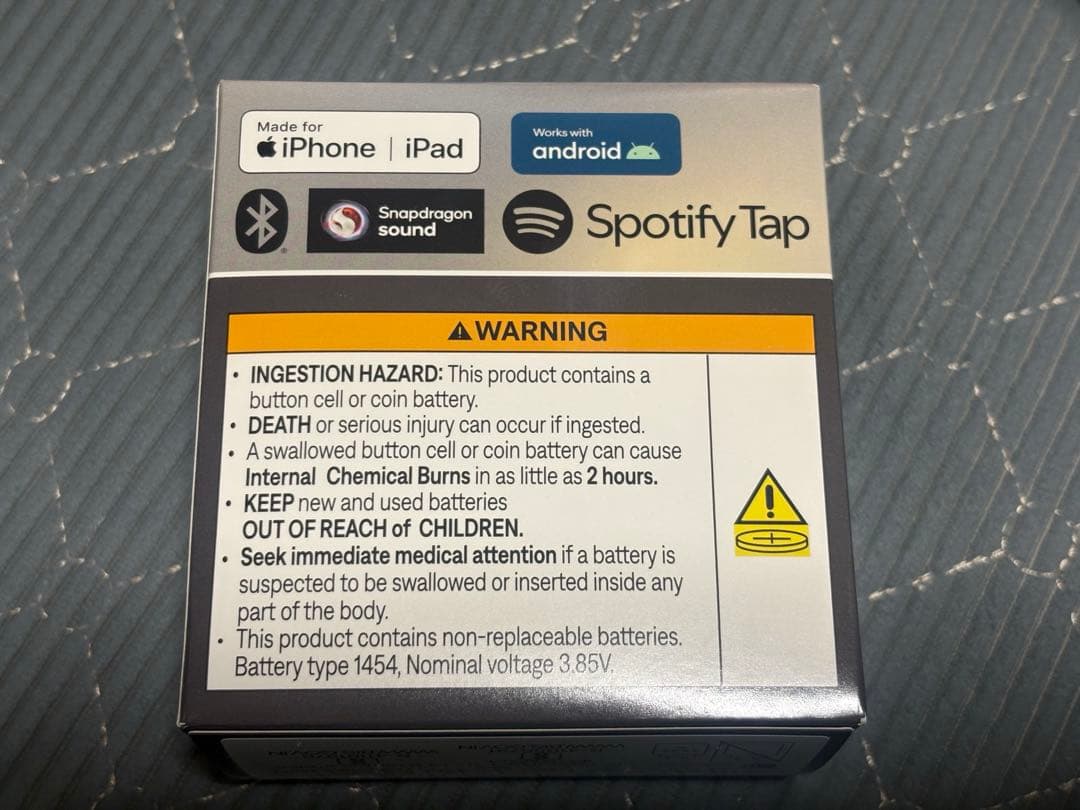 Made for
iPhone | iPad
Works with
android
Snapdragon
sound
Spotify Tap
WARNING
• INGESTION HAZARD: This product contains a
button cell or coin battery.
• DEATH or serious injury can occur if ingested.
• A swallowed button cell or coin battery can cause
Internal Chemical Burns in as little as 2 hours.
• KEEP new and used batteries
OUT OF REACH of CHILDREN.
• Seek immediate medical attention if a battery is
suspected to be swallowed or inserted inside any
part of the body.
• This product contains non-replaceable batteries.
Battery type 1454, Nominal voltage 3.85V.